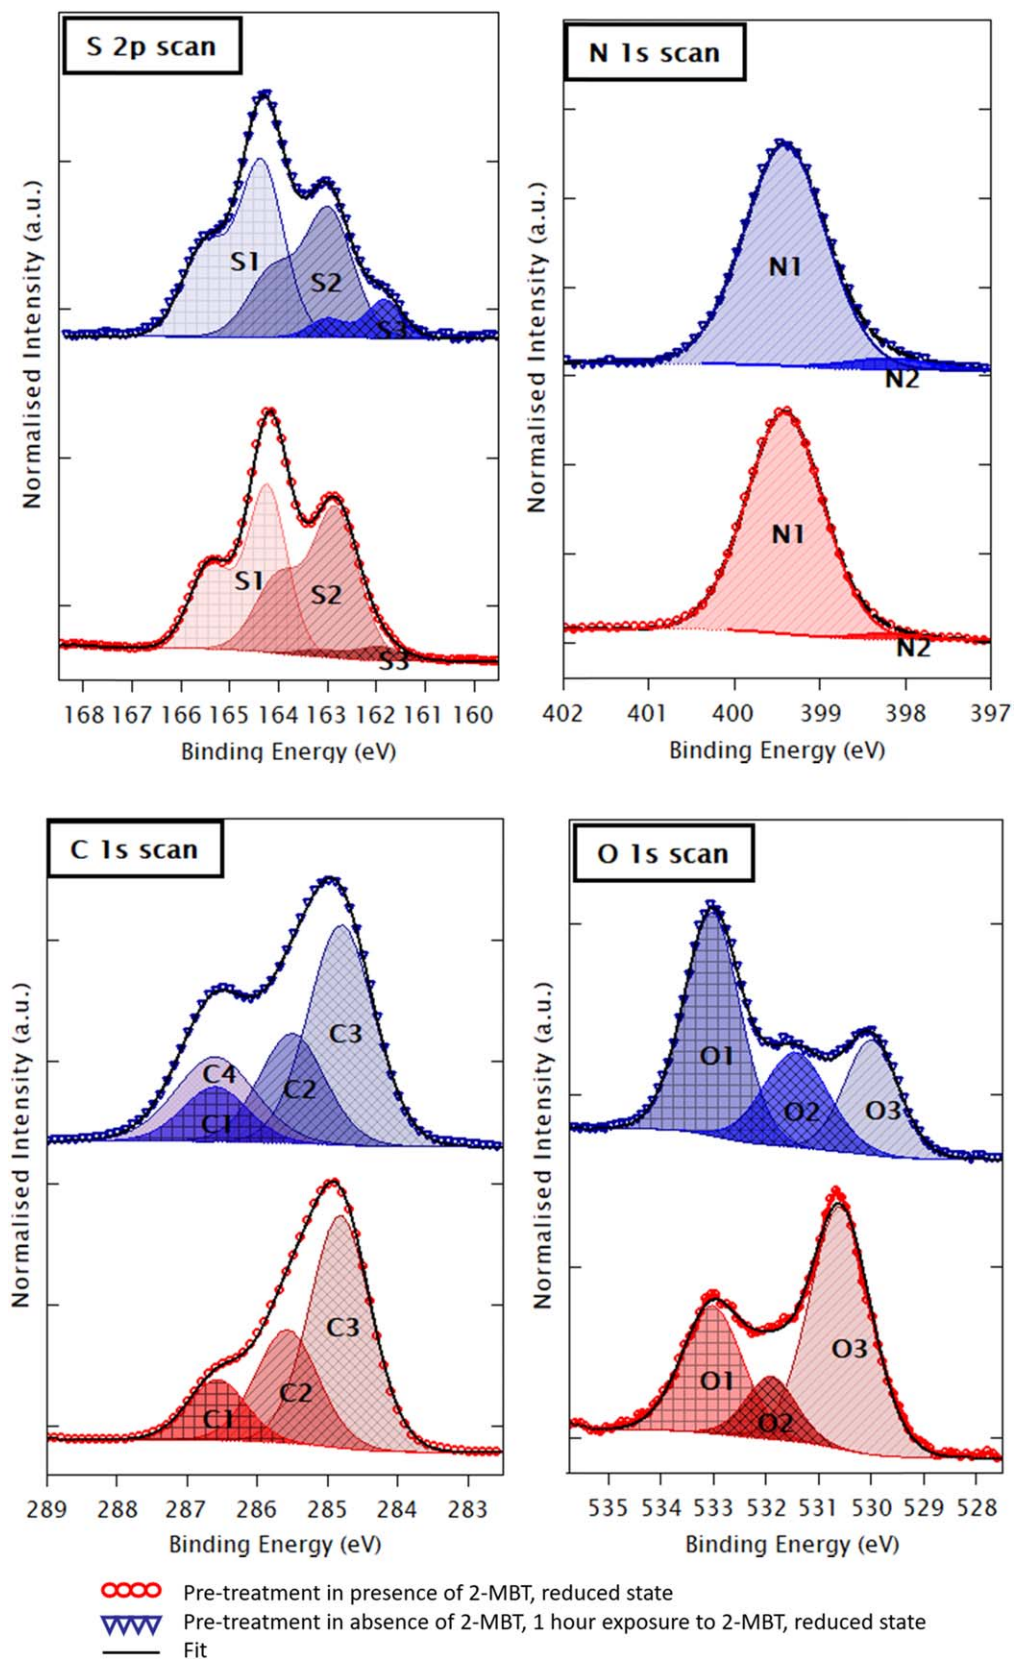 S 2p scan
Normalised Intensity (a.u.)
S1
S2
S3
S1
S2
S3
168 167 166 165 164 163 162 161 160
Binding Energy (eV)
N 1s scan
Normalised Intensity (a.u.)
N1
N2
N1
N2
402 401 400 399 398 397
Binding Energy (eV)
C 1s scan
Normalised Intensity (a.u.)
C3
C4
C2
C1
C3
C2
C1
289 288 287 286 285 284 283
Binding Energy (eV)
O 1s scan
Normalised Intensity (a.u.)
O1
O2
O3
O3
O1
O2
535 534 533 532 531 530 529 528
Binding Energy (eV)
Pre-treatment in presence of 2-MBT, reduced state
Pre-treatment in absence of 2-MBT, 1 hour exposure to 2-MBT, reduced state
Fit